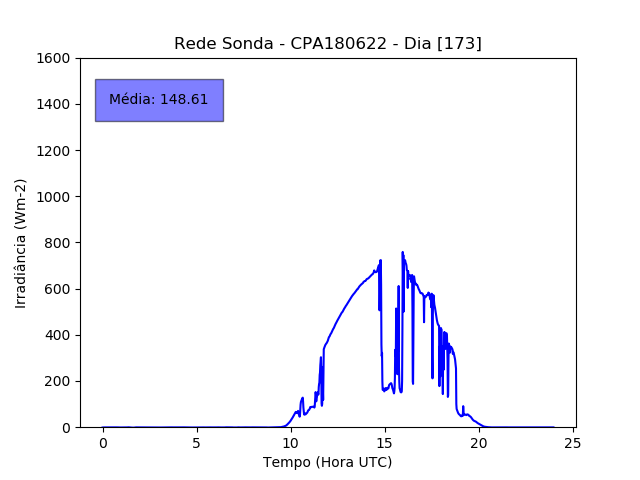 Rede Sonda - CPA180622 - Dia [173]
1600
1400
1200
1000
800
600
400
200
0
Média: 148.61
Irradiância (Wm-2)
0 5 10 15 20 25
Tempo (Hora UTC)